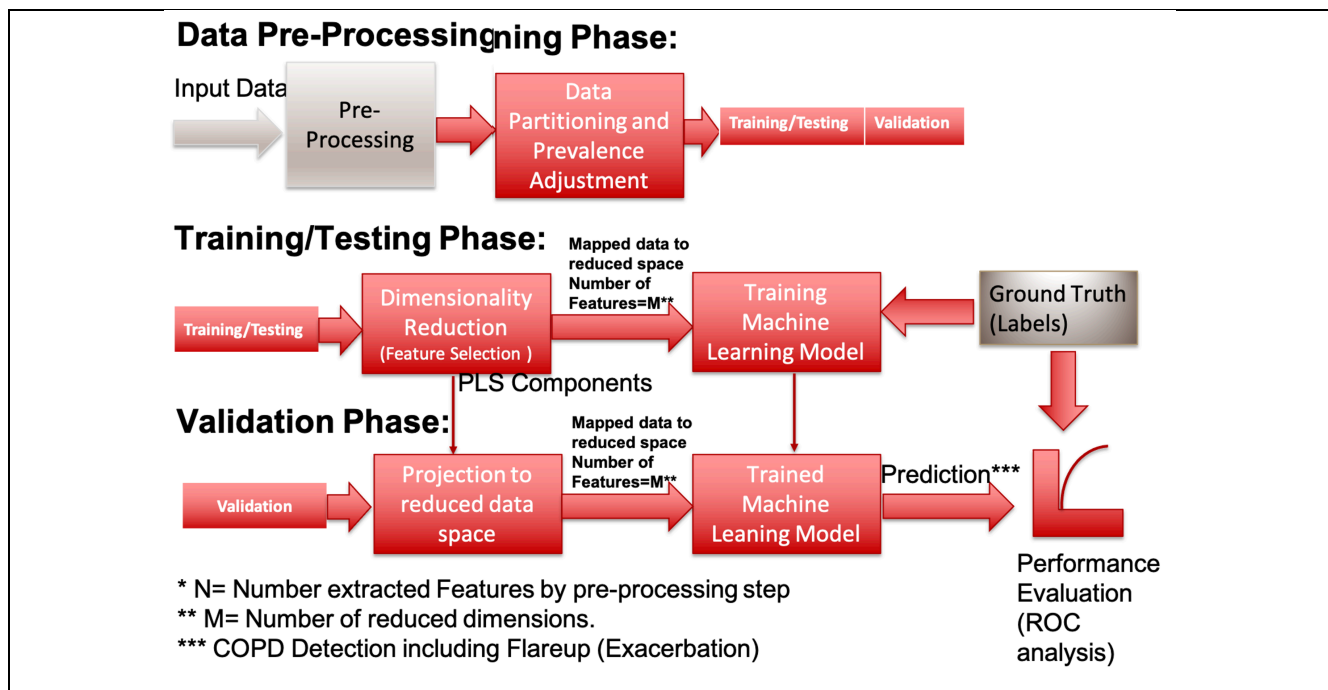 Data Pre-Processing
ning Phase:
Input Data
Pre-
Processing
Data
Partitioning and
Prevalence
Adjustment
Training/Testing
Validation
Training/Testing Phase:
Mapped data to
reduced space
Number of
Features=M**
Training/Testing
Dimensionality
Reduction
(Feature Selection )
Training
Machine
Learning Model
Ground Truth
(Labels)
PLS Components
Validation Phase:
Mapped data to
reduced space
Number of
Features=M**
Validation
Projection to
reduced data
space
Trained
Machine
Leaning Model
Prediction***
Performance
Evaluation
(ROC
analysis)
* N= Number extracted Features by pre-processing step
** M= Number of reduced dimensions.
*** COPD Detection including Flareup (Exacerbation)